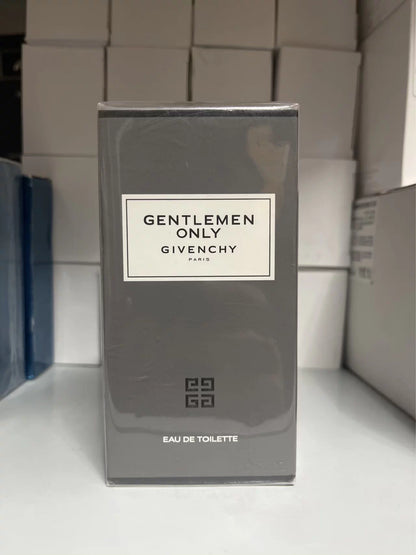 GENTLEMEN
ONLY
GIVENCHY
PARIS
EAU DE TOILETTE